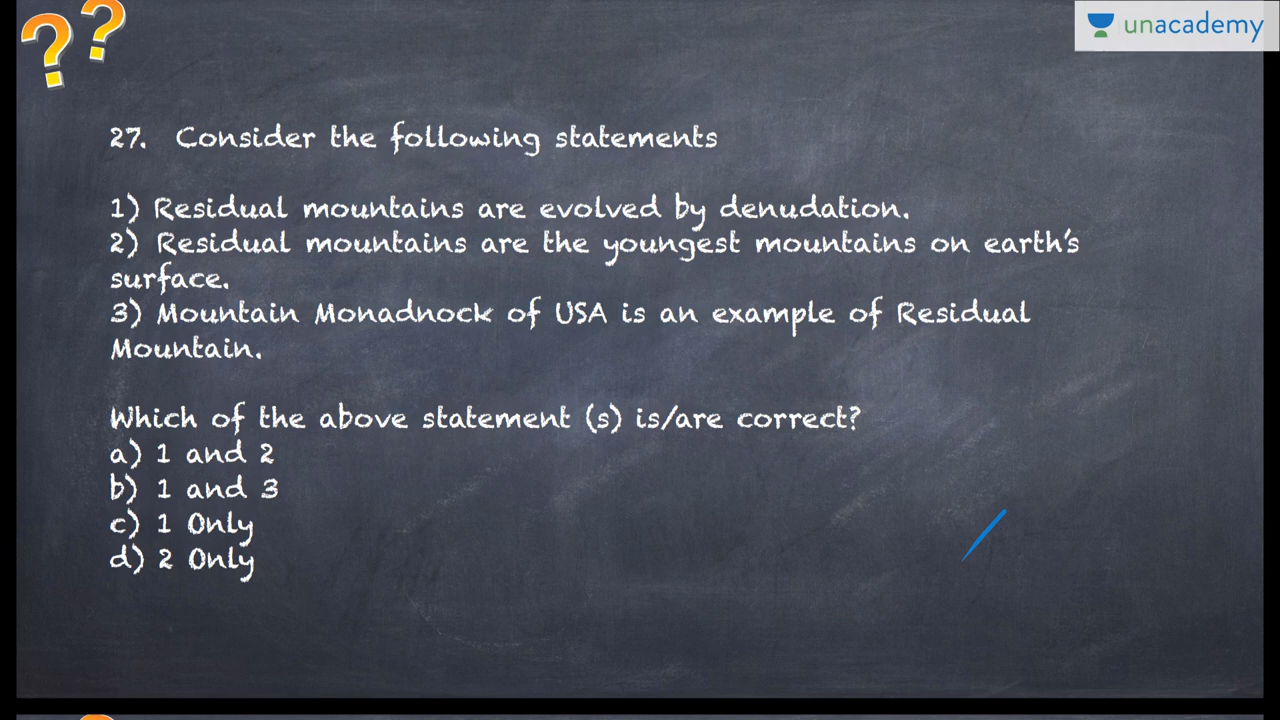 ??
unacademy
27. Consider the following statements
1) Residual mountains are evolved by denudation.
2) Residual mountains are the youngest mountains on earth's
surface.
3) Mountain Monadnock of USA is an example of Residual
Mountain.
Which of the above statement (s) is/are correct?
a) 1 and 2
b) 1 and 3
c) 1 Only
d) 2 Only